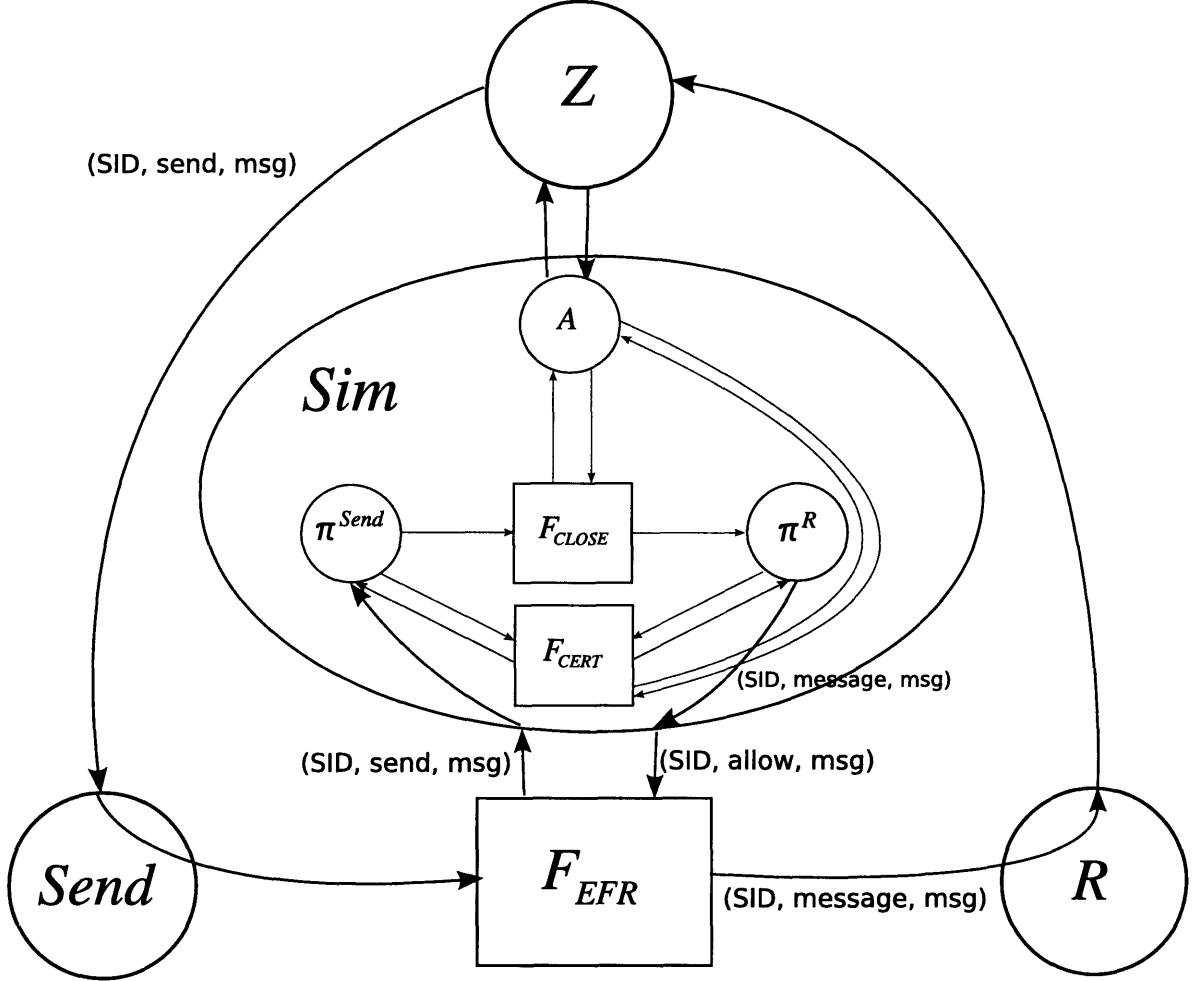 Z
(SID, send, msg)
A
Sim
π^Send
F_CLOSE
π^R
F_CERT
(SID, message, msg)
(SID, send, msg)
(SID, allow, msg)
Send
F_EFR
(SID, message, msg)
R